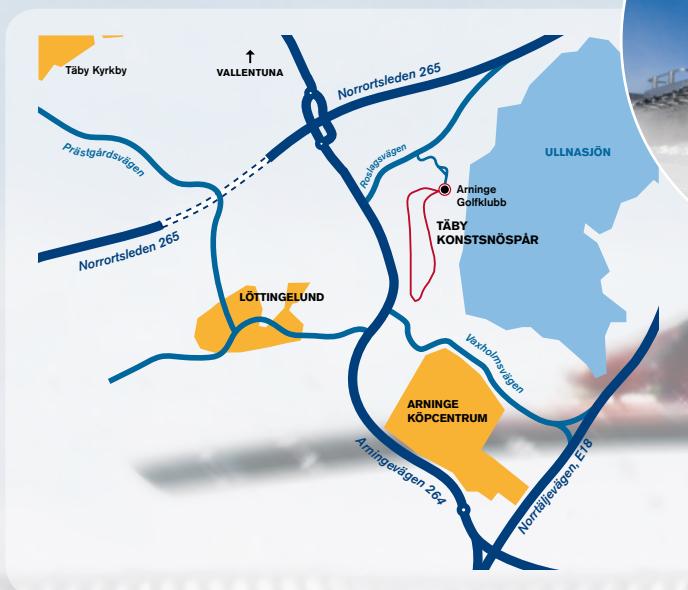 Täby Kyrkby
↑
VALLENTUNA
Norrortsleden 265
Prästgårdsvägen
Roslagsvägen
ULLNASJÖN
Arninge
Golfklubb
TÄBY
KONSTSNÖSPÅR
Norrortsleden 265
LÖTTINGELUND
Vaxholmsvägen
ARNINGE
KÖPCENTRUM
Arningevägen 264
Norrtäljevägen, E18